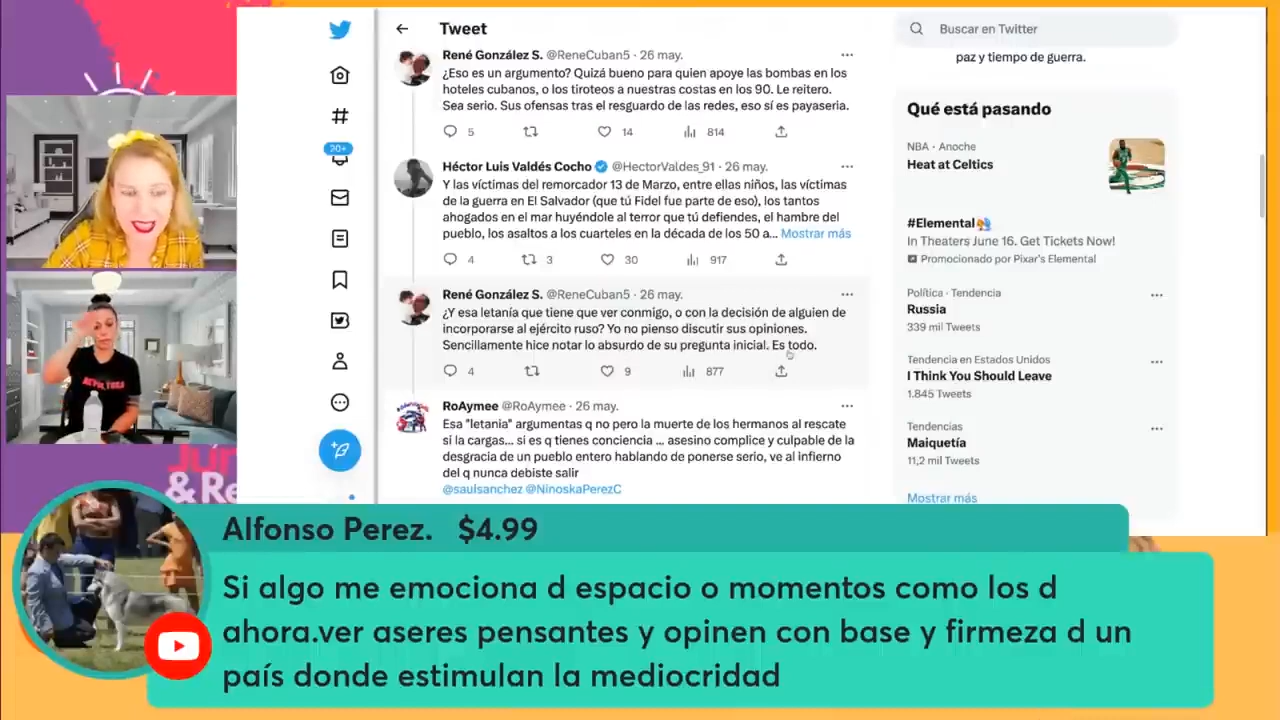 Tweet
René González S. @ReneCuban5 · 26 may.
¿Eso es un argumento? Quizá bueno para quien apoye las bombas en los
hoteles cubanos, o los tiroteos a nuestras costas en los 90. Le reitero.
Sea serio. Sus ofensas tras el resguardo de las redes, eso sí es payasería.
5 14 814
Héctor Luis Valdés Cocho @HectorValdes_91 · 26 may.
Y las víctimas del remorcador 13 de Marzo, entre ellas niños, las víctimas
de la guerra en El Salvador (que tú Fidel fue parte de eso), los tantos
ahogados en el mar huyéndole al terror que tú defiendes, el hambre del
pueblo, los asaltos a los cuarteles en la década de los 50 a... Mostrar más
4 3 30 917
René González S. @ReneCuban5 · 26 may.
¿Y esa letanía que tiene que ver conmigo, o con la decisión de alguien de
incorporarse al ejército ruso? Yo no pienso discutir sus opiniones.
Sencillamente hice notar lo absurdo de su pregunta inicial. Es todo.
4 9 877
RoAymee @RoAymee · 26 may.
Esa "letania" argumentas q no pero la muerte de los hermanos al rescate
si la cargas... si es q tienes conciencia ... asesino complice y culpable de la
desgracia de un pueblo entero hablando de ponerse serio, ve al infierno
del q nunca debiste salir
@saulsanchez @NinoskaPerezC
20+
Buscar en Twitter
paz y tiempo de guerra.
Qué está pasando
NBA · Anoche
Heat at Celtics
#Elemental
In Theaters June 16. Get Tickets Now!
Promocionado por Pixar's Elemental
Política · Tendencia
Russia
339 mil Tweets
Tendencia en Estados Unidos
I Think You Should Leave
1.845 Tweets
Tendencias
Maiquetía
11,2 mil Tweets
Mostrar más
& Re
Alfonso Perez. $4.99
Si algo me emociona d espacio o momentos como los d
ahora.ver aseres pensantes y opinen con base y firmeza d un
país donde estimulan la mediocridad